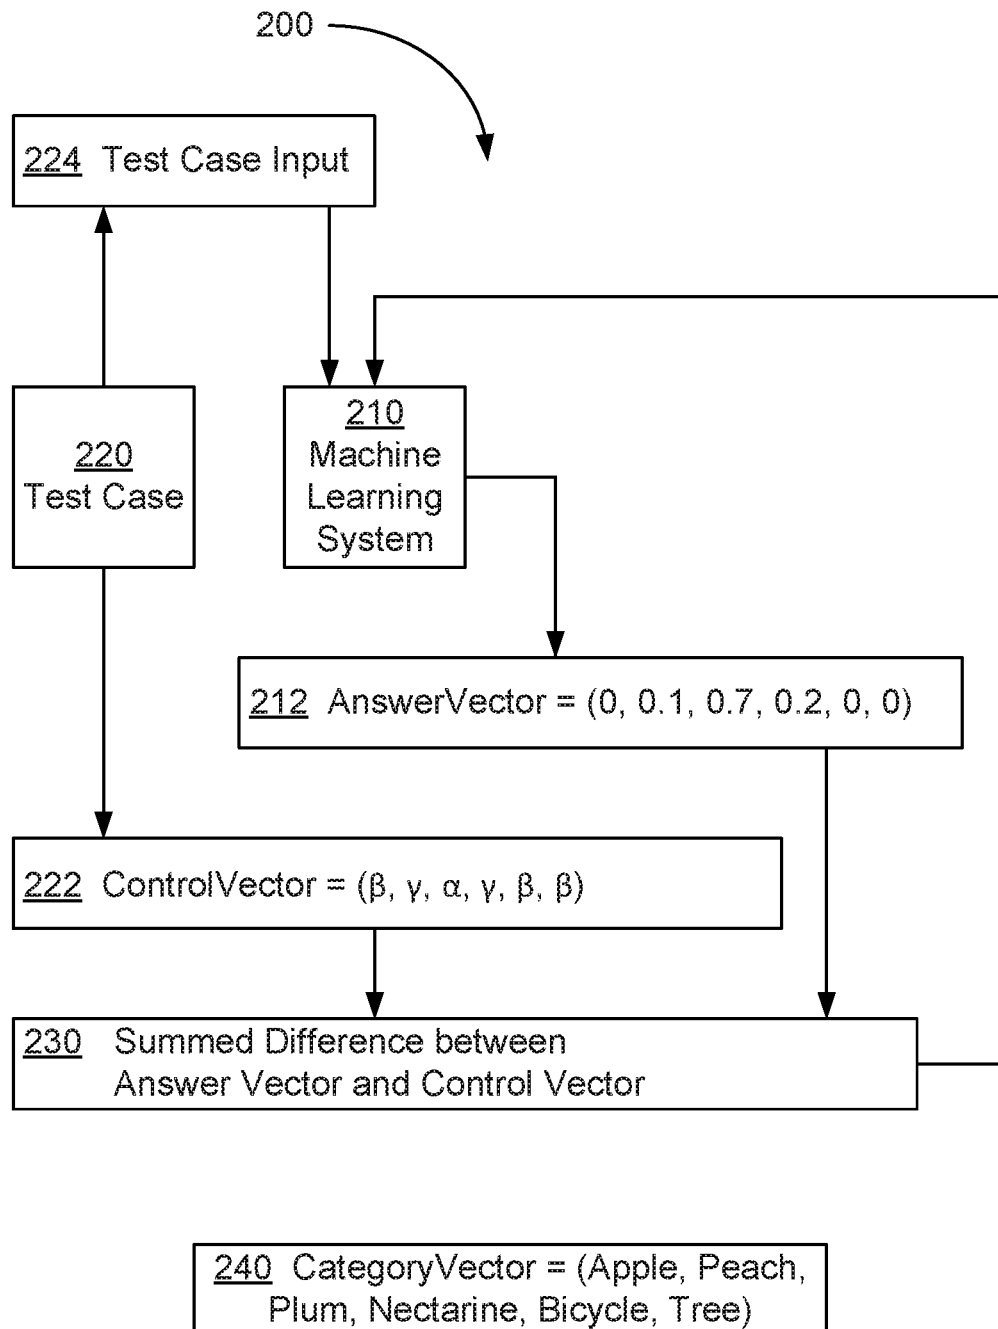 200
224 Test Case Input
210
Machine
Learning
System
220
Test Case
212 AnswerVector = (0, 0.1, 0.7, 0.2, 0, 0)
222 ControlVector = (β, γ, α, γ, β, β)
230 Summed Difference between
Answer Vector and Control Vector
240 CategoryVector = (Apple, Peach,
Plum, Nectarine, Bicycle, Tree)